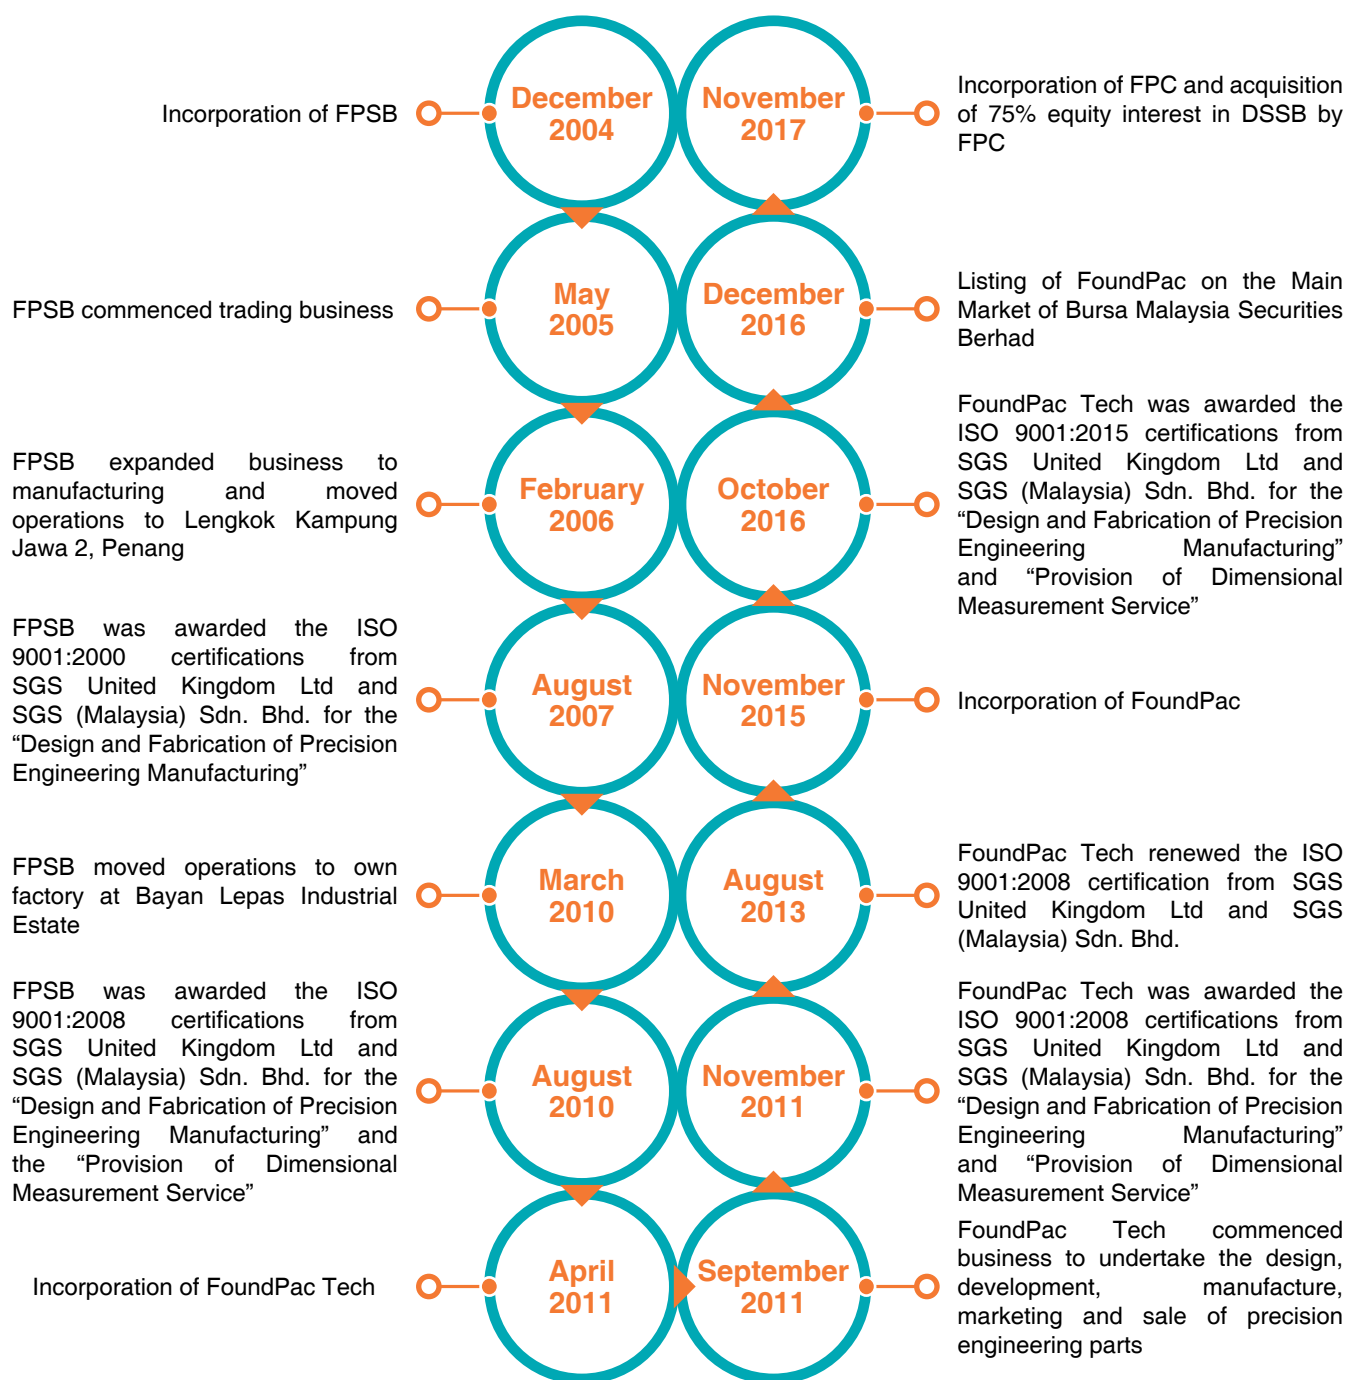 Incorporation of FPSB
December
2004
FPSB commenced trading business
May
2005
FPSB expanded business to
manufacturing and moved
operations to Lengkok Kampung
Jawa 2, Penang
February
2006
FPSB was awarded the ISO
9001:2000 certifications from
SGS United Kingdom Ltd and
SGS (Malaysia) Sdn. Bhd. for the
“Design and Fabrication of Precision
Engineering Manufacturing”
August
2007
FPSB moved operations to own
factory at Bayan Lepas Industrial
Estate
March
2010
FPSB was awarded the ISO
9001:2008 certifications from
SGS United Kingdom Ltd and
SGS (Malaysia) Sdn. Bhd. for the
“Design and Fabrication of Precision
Engineering Manufacturing” and
the “Provision of Dimensional
Measurement Service”
August
2010
Incorporation of FoundPac Tech
April
2011
September
2011
FoundPac Tech commenced
business to undertake the design,
development, manufacture,
marketing and sale of precision
engineering parts
November
2011
FoundPac Tech was awarded the
ISO 9001:2008 certifications from
SGS United Kingdom Ltd and
SGS (Malaysia) Sdn. Bhd. for the
“Design and Fabrication of Precision
Engineering Manufacturing”
and “Provision of Dimensional
Measurement Service”
August
2013
FoundPac Tech renewed the ISO
9001:2008 certification from SGS
United Kingdom Ltd and SGS
(Malaysia) Sdn. Bhd.
November
2015
Incorporation of FoundPac
October
2016
FoundPac Tech was awarded the
ISO 9001:2015 certifications from
SGS United Kingdom Ltd and
SGS (Malaysia) Sdn. Bhd. for the
“Design and Fabrication of Precision
Engineering Manufacturing”
and “Provision of Dimensional
Measurement Service”
December
2016
Listing of FoundPac on the Main
Market of Bursa Malaysia Securities
Berhad
November
2017
Incorporation of FPC and acquisition
of 75% equity interest in DSSB by
FPC